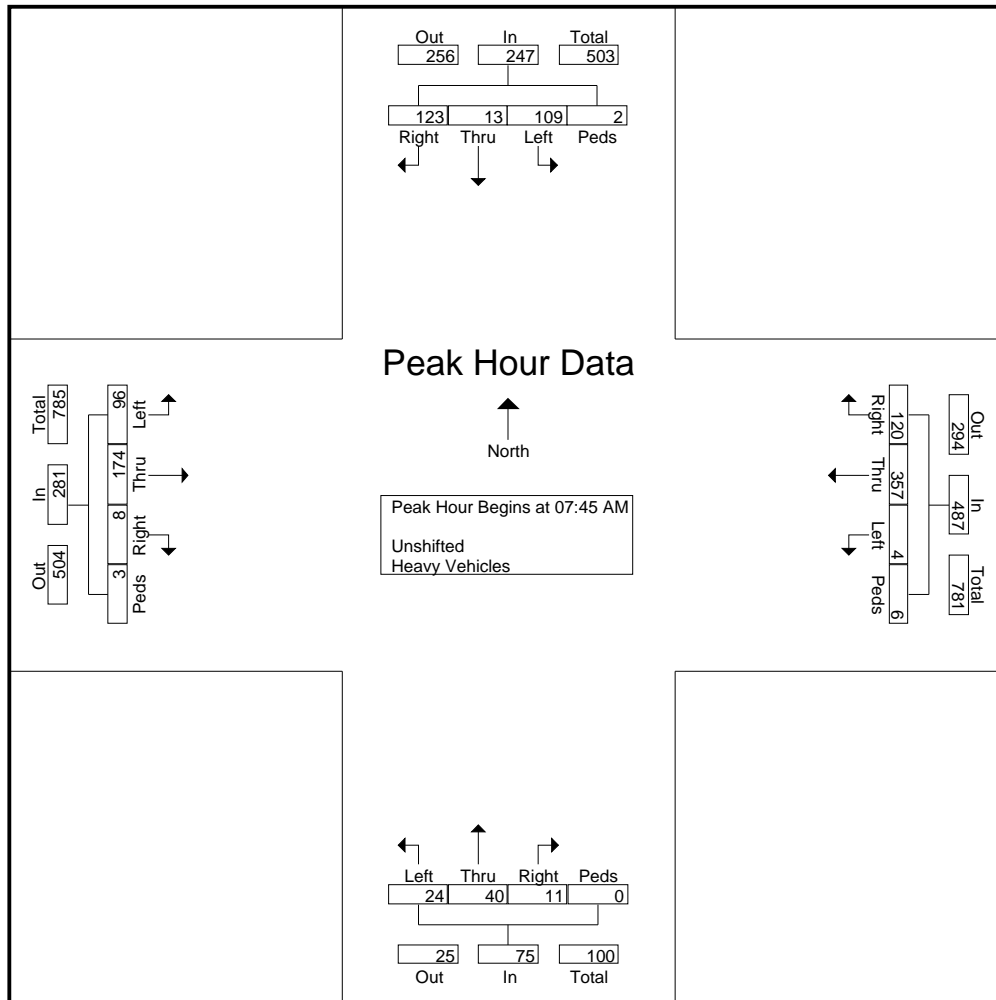 Out In Total
256 247 503
123 13 109 2
Right Thru Left Peds
Peak Hour Data
North
Peak Hour Begins at 07:45 AM
Unshifted
Heavy Vehicles
Left Thru Right Peds
96 174 8 3
Total In Out
785 281 504
Right Thru Left Peds
120 357 4 6
Out In Total
294 487 781
Left Thru Right Peds
24 40 11 0
25 75 100
Out In Total